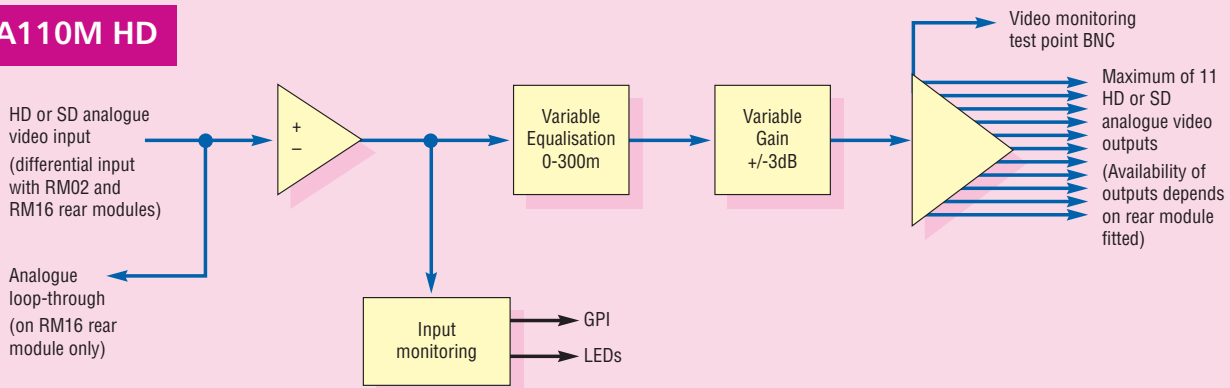 A110M HD
Video monitoring
test point BNC
HD or SD analogue
video input
(differential input
with RM02 and
RM16 rear modules)
+
–
Variable
Equalisation
0-300m
Variable
Gain
+/-3dB
Maximum of 11
HD or SD
analogue video
outputs
(Availability of
outputs depends
on rear module
fitted)
Analogue
loop-through
(on RM16 rear
module only)
Input
monitoring
GPI
LEDs